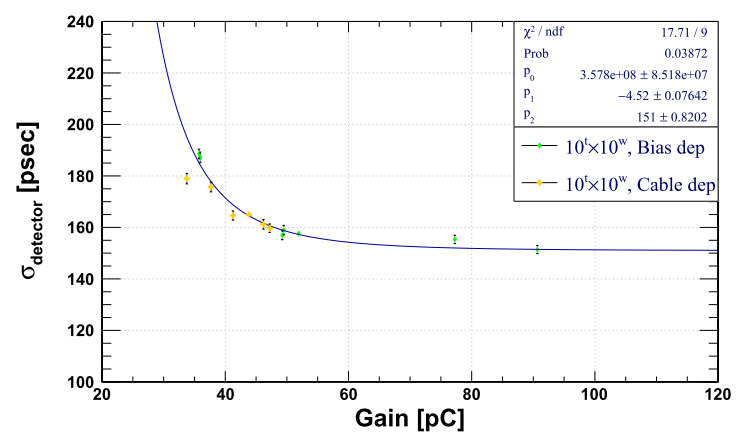 χ² / ndf 17.71 / 9
Prob 0.03872
p₀ 3.578e+08 ± 8.518e+07
p₁ −4.52 ± 0.07642
p₂ 151 ± 0.8202
10ᵗ×10ʷ, Bias dep
10ᵗ×10ʷ, Cable dep
240
220
200
180
160
140
120
100
σdetector [psec]
20 40 60 80 100 120
Gain [pC]